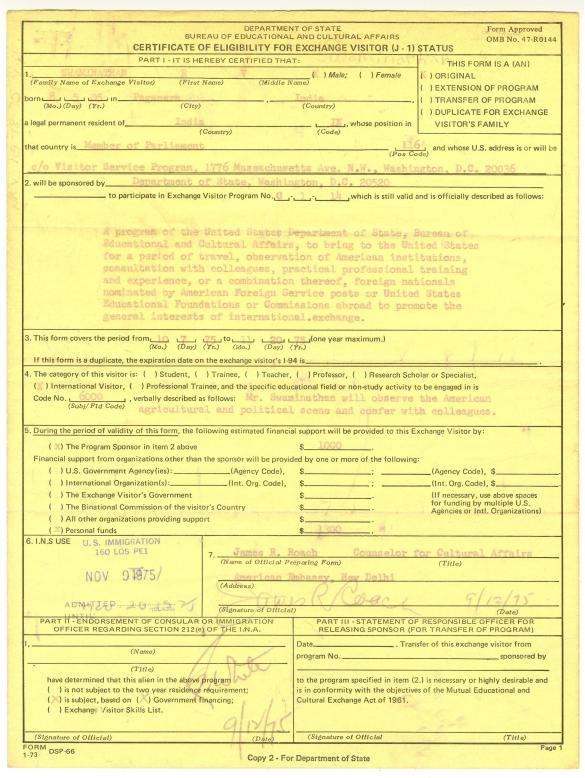 DEPARTMENT OF STATE
BUREAU OF EDUCATIONAL AND CULTURAL AFFAIRS
CERTIFICATE OF ELIGIBILITY FOR EXCHANGE VISITOR (J - 1) STATUS
Form Approved
OMB No. 47-R0144
PART I - IT IS HEREBY CERTIFIED THAT:
1. SWAMINATHAN R V ( ) Male; ( ) Female
(Family Name of Exchange Visitor) (First Name) (Middle Name)
born in Paganeri , India
(Mo.) (Day) (Yr.) (City) (Country)
a legal permanent resident of India , IN , whose position in
(Country) (Code)
THIS FORM IS A (AN)
(X) ORIGINAL
( ) EXTENSION OF PROGRAM
( ) TRANSFER OF PROGRAM
( ) DUPLICATE FOR EXCHANGE
VISITOR'S FAMILY
that country is Member of Parliament and whose U.S. address is or will be
(Pos Code)
c/o Visitor Service Program, 1776 Massachusetts Ave. N.W., Washington, D.C. 20036
2. will be sponsored by Department of State, Washington, D.C. 20520
to participate in Exchange Visitor Program No. G - 1 - 14 , which is still valid and is officially described as follows:
A program of the United States Department of State, Bureau of
Educational and Cultural Affairs, to bring to the United States
for a period of travel, observation of American institutions,
consultation with colleagues, practical professional training
and experience, or a combination thereof, foreign nationals
nominated by American Foreign Service posts or United States
Educational Foundations or Commissions abroad to promote the
general interests of international exchange.
3. This form covers the period from 10 7 75 to 11 20 75 (one year maximum.)
(Mo.) (Day) (Yr.) (Mo.) (Day) (Yr.)
If this form is a duplicate, the expiration date on the exchange visitor's I-94 is
4. The category of this visitor is: ( ) Student, ( ) Trainee, ( ) Teacher, ( ) Professor, ( ) Research Scholar or Specialist,
(X) International Visitor, ( ) Professional Trainee, and the specific educational field or non-study activity to be engaged in is
Code No. 6000 , verbally described as follows: Mr. Swaminathan will observe the American
(Subj/Fld Code) agricultural and political scene and confer with colleagues.
5. During the period of validity of this form, the following estimated financial support will be provided to this Exchange Visitor by:
(X) The Program Sponsor in item 2 above $ 1000
Financial support from organizations other than the sponsor will be provided by one or more of the following:
( ) U.S. Government Agency(ies): (Agency Code), $ ; (Agency Code), $
( ) International Organization(s): (Int. Org. Code), $ ; (Int. Org. Code), $
( ) The Exchange Visitor's Government $
( ) The Binational Commission of the visitor's Country $
( ) All other organizations providing support $
(X) Personal funds $ 1300
(If necessary, use above spaces
for funding by multiple U.S.
Agencies or Intl. Organizations)
6. I.N.S USE
U.S. IMMIGRATION
160 LOS
NOV 9 1975
ADMITTED
UNTIL
7. James R. Roach Counselor for Cultural Affairs
(Name of Official Preparing Form) (Title)
American Embassy, New Delhi
(Address)
James R Roach 9/12/75
(Signature of Official) (Date)
PART II - ENDORSEMENT OF CONSULAR OR IMMIGRATION
OFFICER REGARDING SECTION 212(e) OF THE I.N.A.
I,
(Name)
(Title)
have determined that this alien in the above program
( ) is not subject to the two year residence requirement;
(X) is subject, based on (X) Government financing;
( ) Exchange Visitor Skills List.
9/12/75
(Signature of Official) (Date)
PART III - STATEMENT OF RESPONSIBLE OFFICER FOR
RELEASING SPONSOR (FOR TRANSFER OF PROGRAM)
Date . Transfer of this exchange visitor from
program No. sponsored by
to the program specified in item (2.) is necessary or highly desirable and
is in conformity with the objectives of the Mutual Educational and
Cultural Exchange Act of 1961.
(Signature of Official) (Title)
FORM
1-73 DSP-66
Copy 2 - For Department of State
Page 1